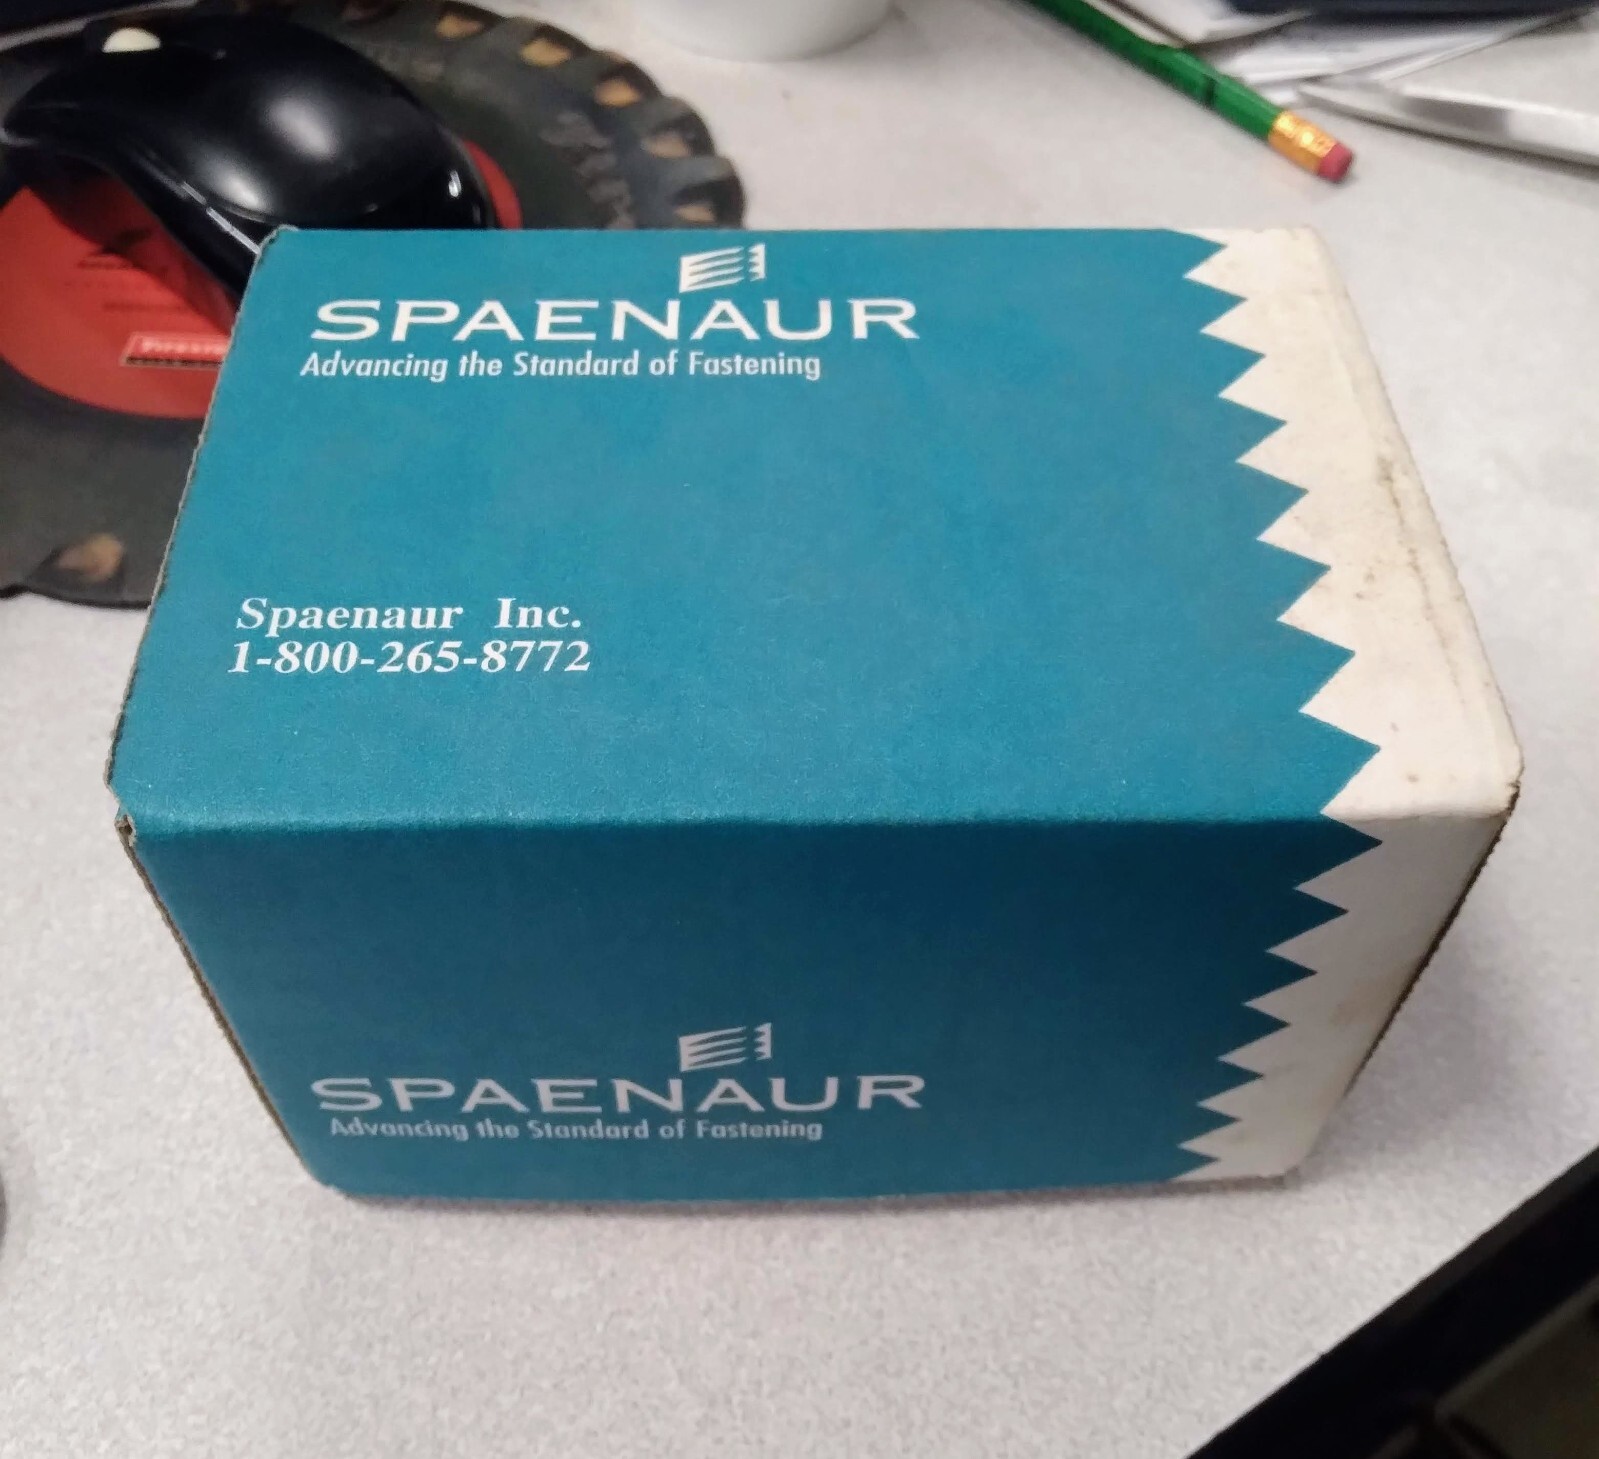 SPAENAUR
Advancing the Standard of Fastening
Spaenaur Inc.
1-800-265-8772
SPAENAUR
Advancing the Standard of Fastening